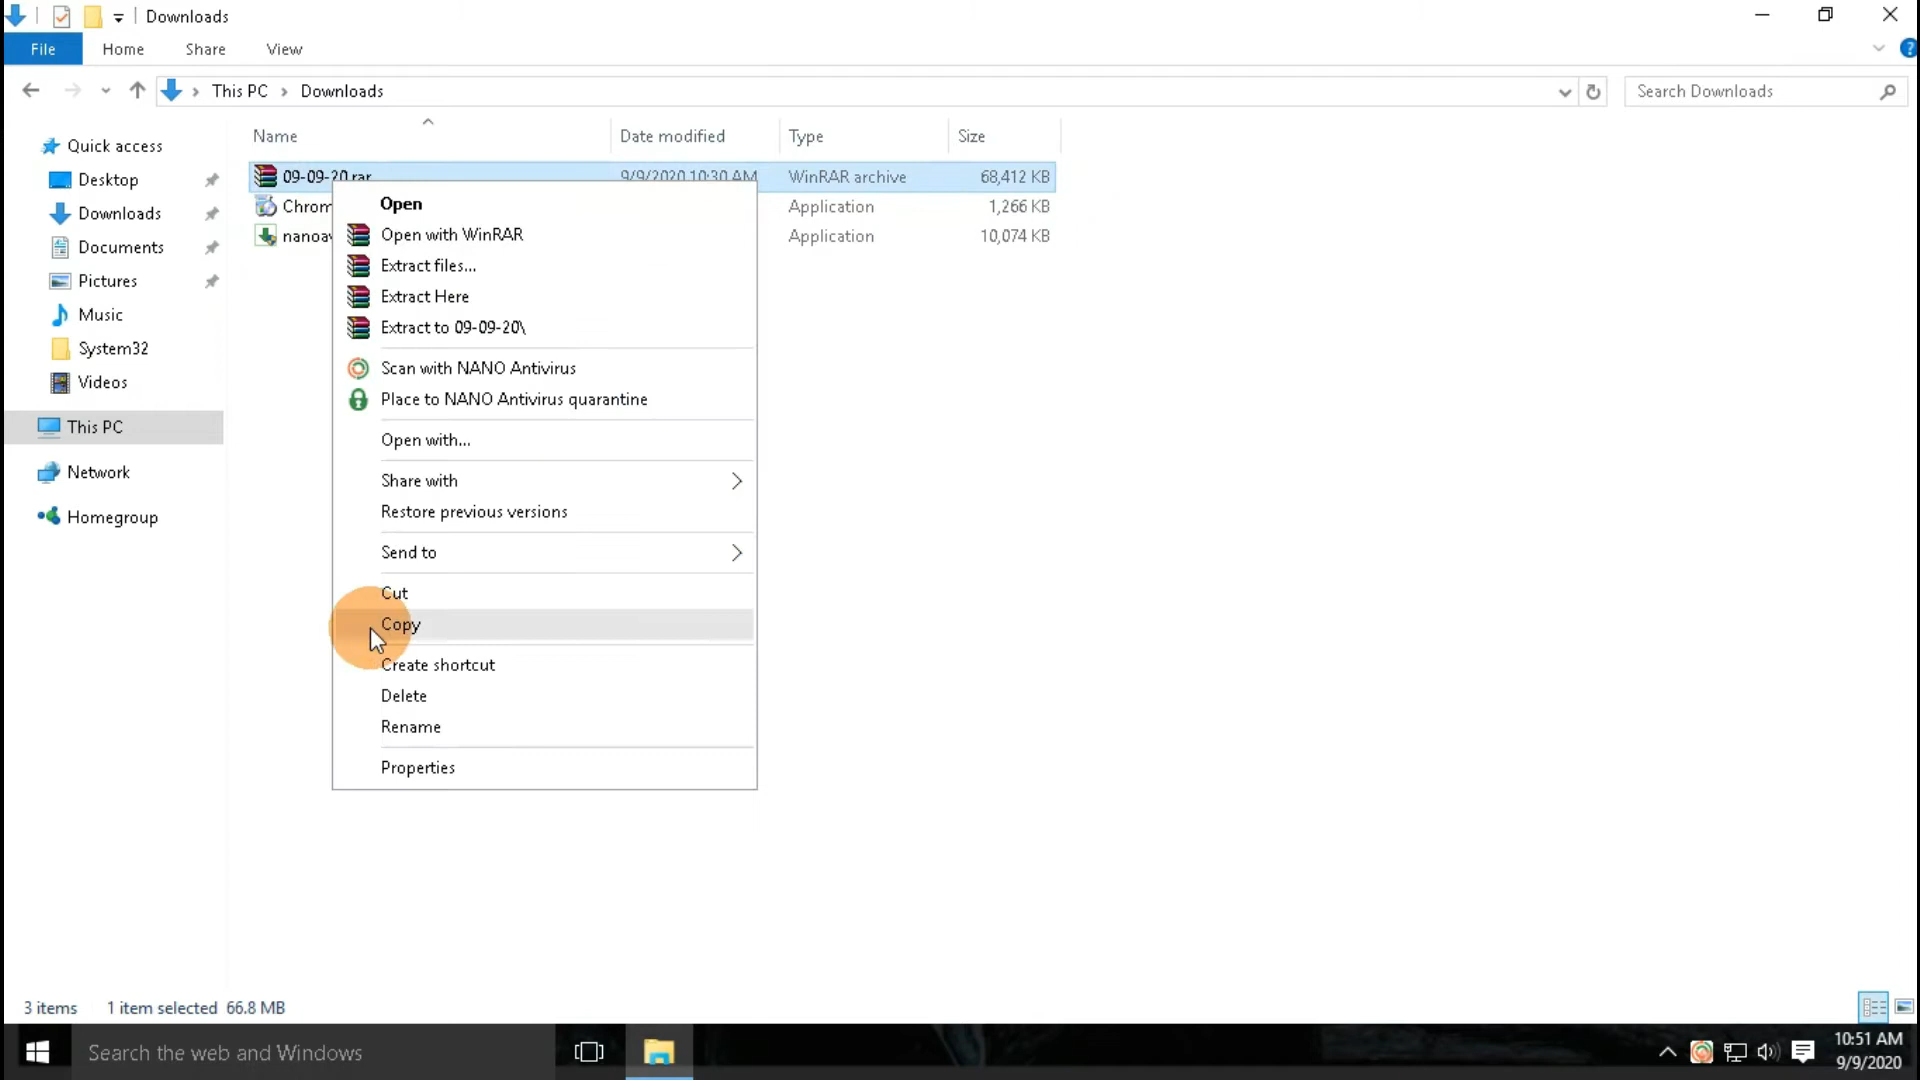 Downloads
File Home Share View
?
This PC > Downloads
Search Downloads
Name Date modified Type Size
09-09-20.rar 9/9/2020 10:30 AM WinRAR archive 68,412 KB
Chrom Application 1,266 KB
nanoav Application 10,074 KB
Quick access
Desktop
Downloads
Documents
Pictures
Music
System32
Videos
This PC
Network
Homegroup
Open
Open with WinRAR
Extract files...
Extract Here
Extract to 09-09-20\
Scan with NANO Antivirus
Place to NANO Antivirus quarantine
Open with...
Share with
Restore previous versions
Send to
Cut
Copy
Create shortcut
Delete
Rename
Properties
3 items 1 item selected 66.8 MB
Search the web and Windows
10:51 AM
9/9/2020